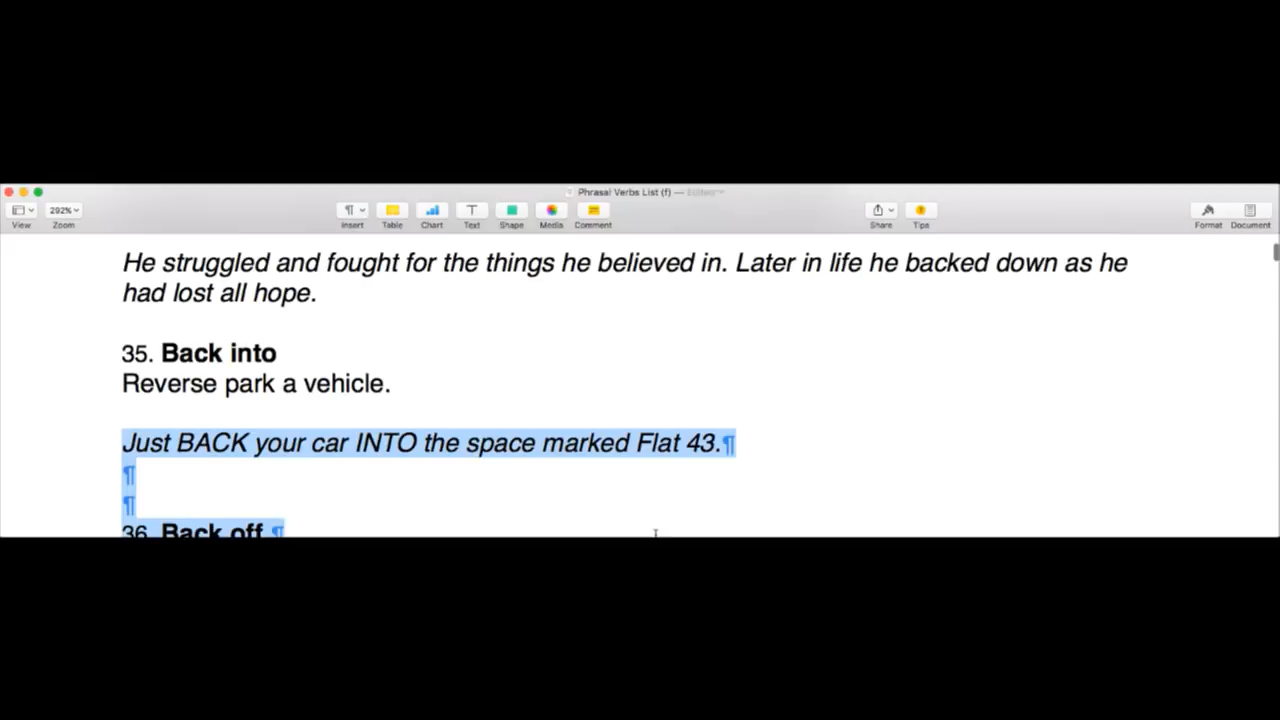 Phrasal Verbs List (f) —
292%
View
Zoom
Insert
Table
Chart
Text
Shape
Media
Comment
Share
Tips
Format
Document
He struggled and fought for the things he believed in. Later in life he backed down as he
had lost all hope.
35. Back into
Reverse park a vehicle.
Just BACK your car INTO the space marked Flat 43.¶
¶
¶
36. Back off ¶